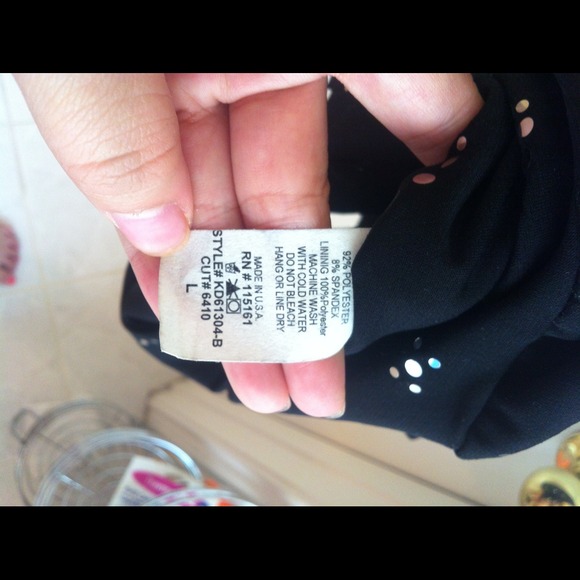 92% POLYESTER
8% SPANDEX
LINING 100%Polyester
MACHINE WASH
WITH COLD WATER
DO NOT BLEACH
HANG OR LINE DRY
MADE IN U.S.A.
RN # 115161
STYLE# KD61304-B
CUT# 6410
L